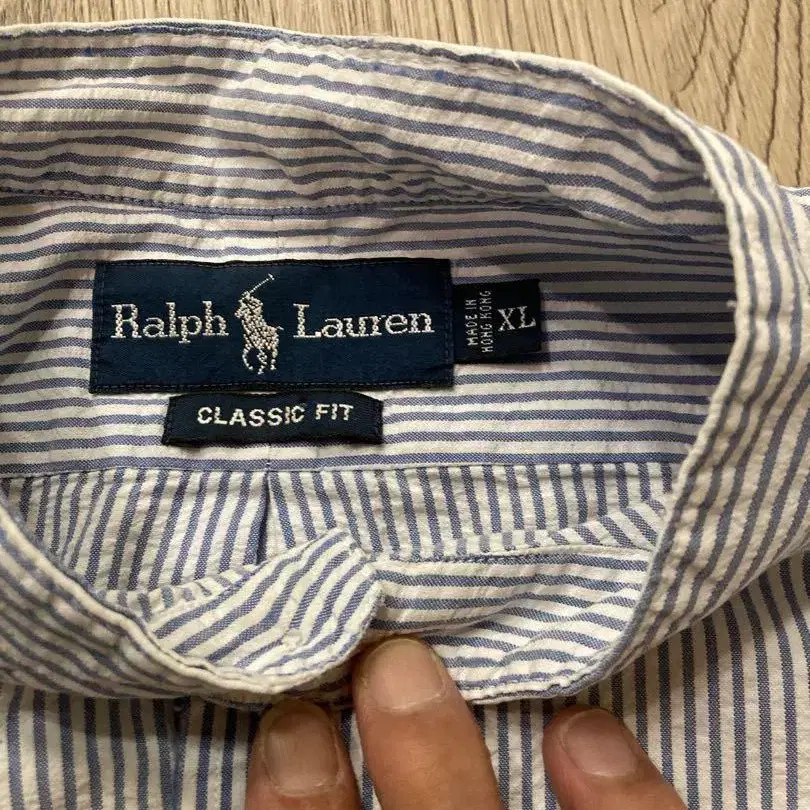 Ralph Lauren
MADE IN
HONG KONG
XL
CLASSIC FIT